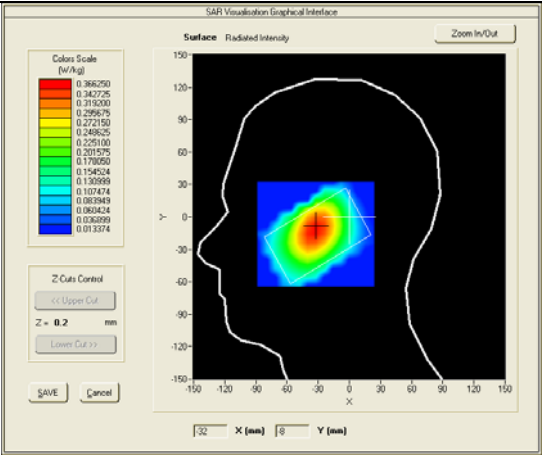 SAR Visualisation Graphical Interface
Surface Radiated Intensity
Zoom In/Out
Colors Scale
(W/kg)
0.366250
0.342725
0.319200
0.295675
0.272150
0.248625
0.225100
0.201575
0.178050
0.154524
0.130999
0.107474
0.083949
0.060424
0.036899
0.013374
Z-Cuts Control
<< Upper Cut
Z = 0.2 mm
Lower Cut >>
SAVE Cancel
150
120
90
60
30
0
-30
-60
-90
-120
-150
Y
-150 -120 -90 -60 -30 0 30 60 90 120 150
X
-32 X (mm) -8 Y (mm)